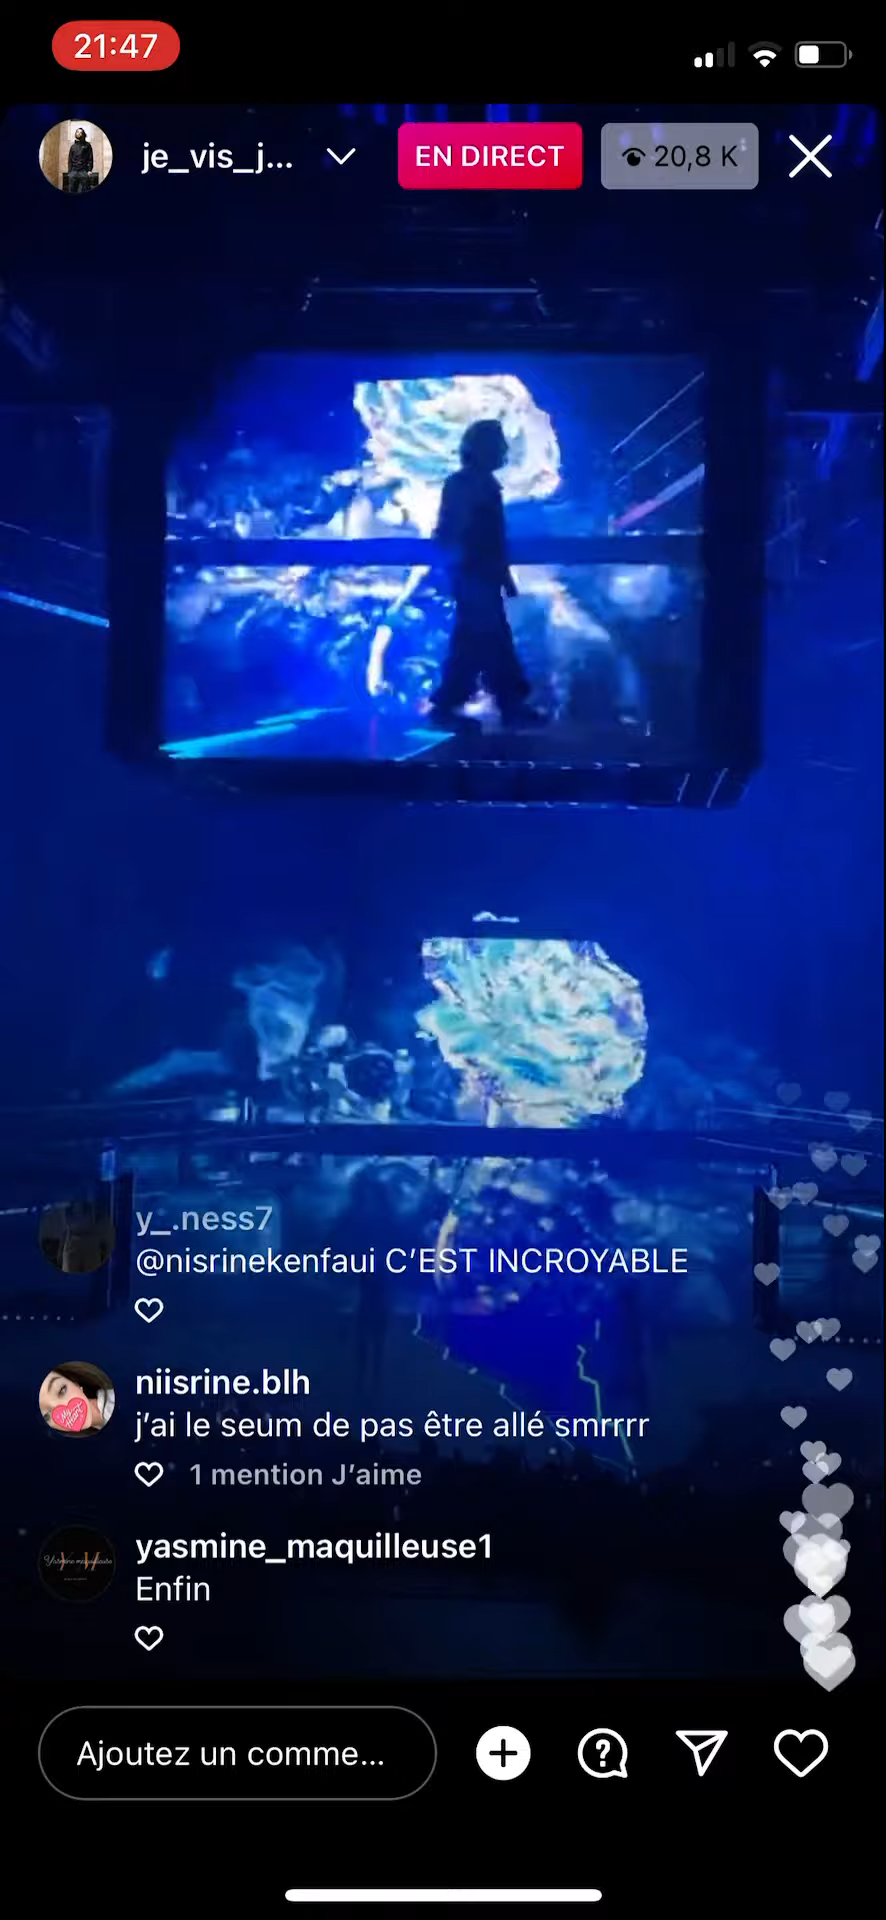 21:47
je_vis_j...
EN DIRECT
20,8 K
y_.ness7
@nisrinekenfaui C'EST INCROYABLE
niisrine.blh
j'ai le seum de pas être allé smrrrr
1 mention J'aime
yasmine_maquilleuse1
Enfin
Ajoutez un comme...